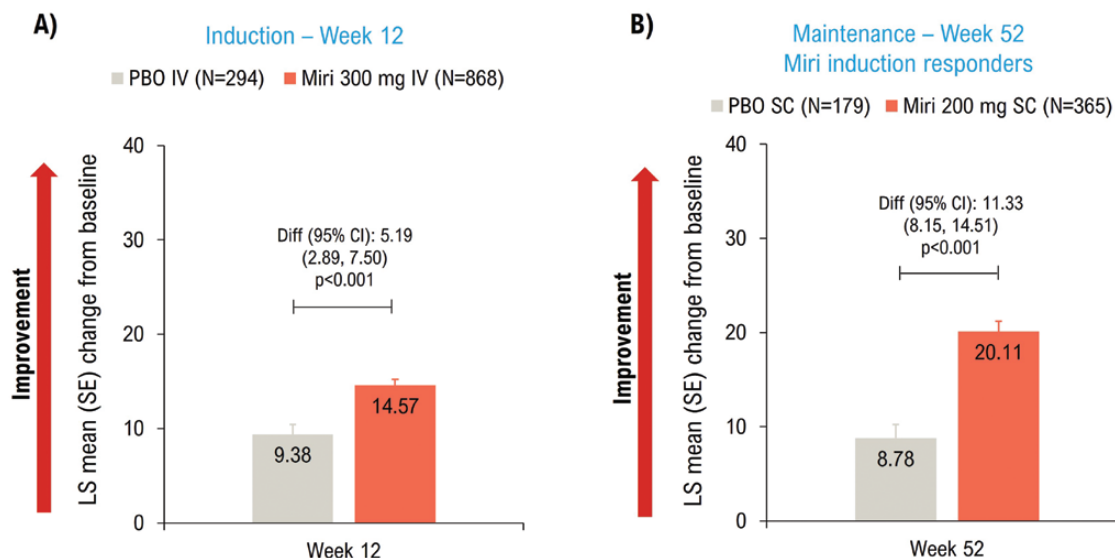 A)
Induction – Week 12
PBO IV (N=294) Miri 300 mg IV (N=868)
Improvement
LS mean (SE) change from baseline
40
30
20
10
0
Diff (95% CI): 5.19
(2.89, 7.50)
p<0.001
9.38
14.57
Week 12
B)
Maintenance – Week 52
Miri induction responders
PBO SC (N=179) Miri 200 mg SC (N=365)
Improvement
LS mean (SE) change from baseline
40
30
20
10
0
Diff (95% CI): 11.33
(8.15, 14.51)
p<0.001
8.78
20.11
Week 52